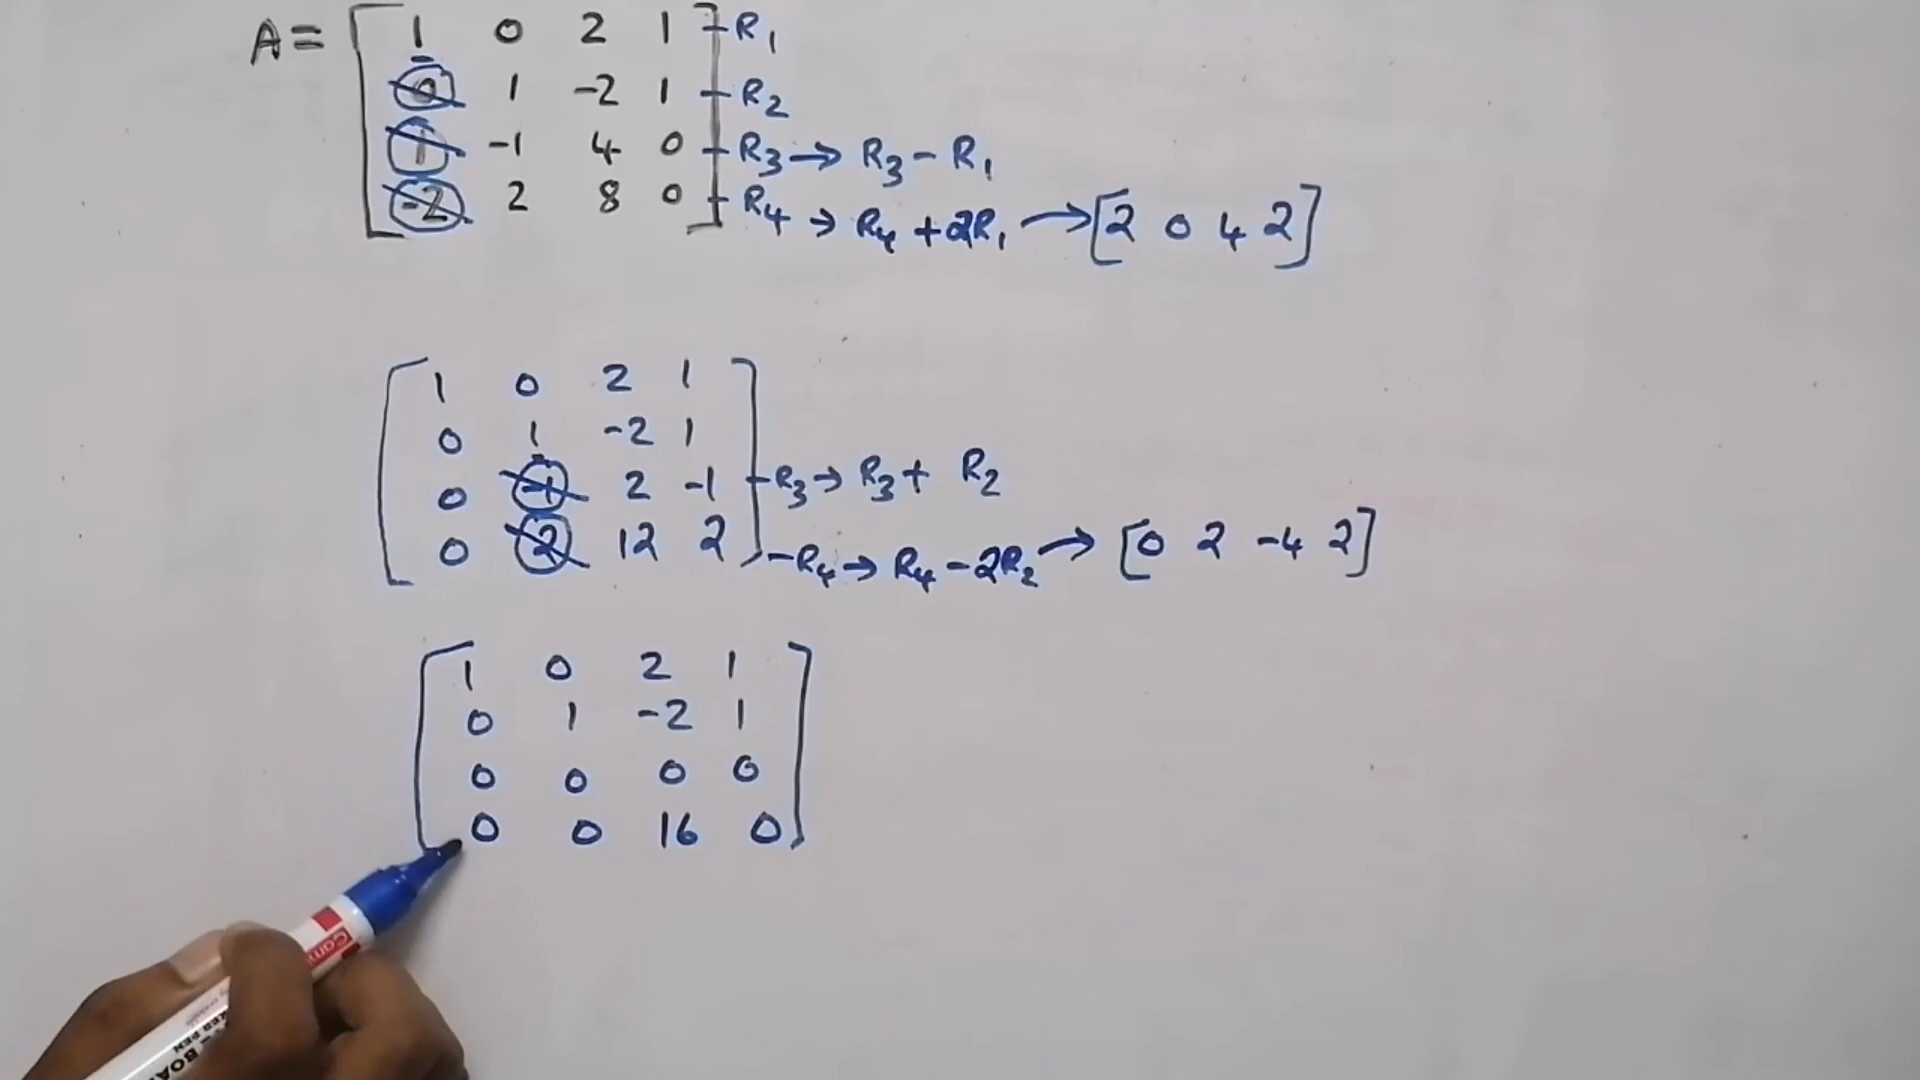 A = [ 1 0 2 1 ] - R1
0 1 -2 1 - R2
1 -1 4 0 - R3 → R3 - R1
-2 2 8 0 - R4 → R4 + 2R1 → [2 0 4 2]
1 0 2 1
0 1 -2 1
0 -1 2 -1 - R3 → R3 + R2
0 2 12 2 - R4 → R4 - 2R2 → [0 2 -4 2]
1 0 2 1
0 1 -2 1
0 0 0 0
0 0 16 0
Cam